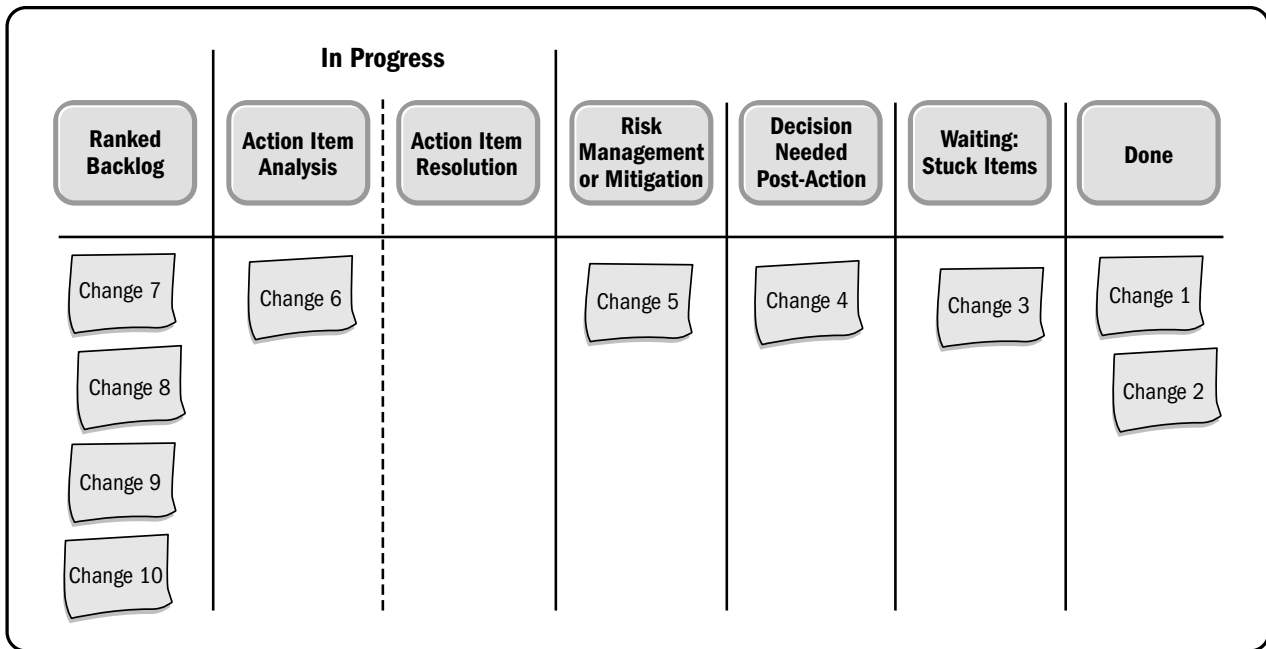 In Progress
Ranked
Backlog
Action Item
Analysis
Action Item
Resolution
Risk
Management
or Mitigation
Decision
Needed
Post-Action
Waiting:
Stuck Items
Done
Change 7
Change 8
Change 9
Change 10
Change 6
Change 5
Change 4
Change 3
Change 1
Change 2